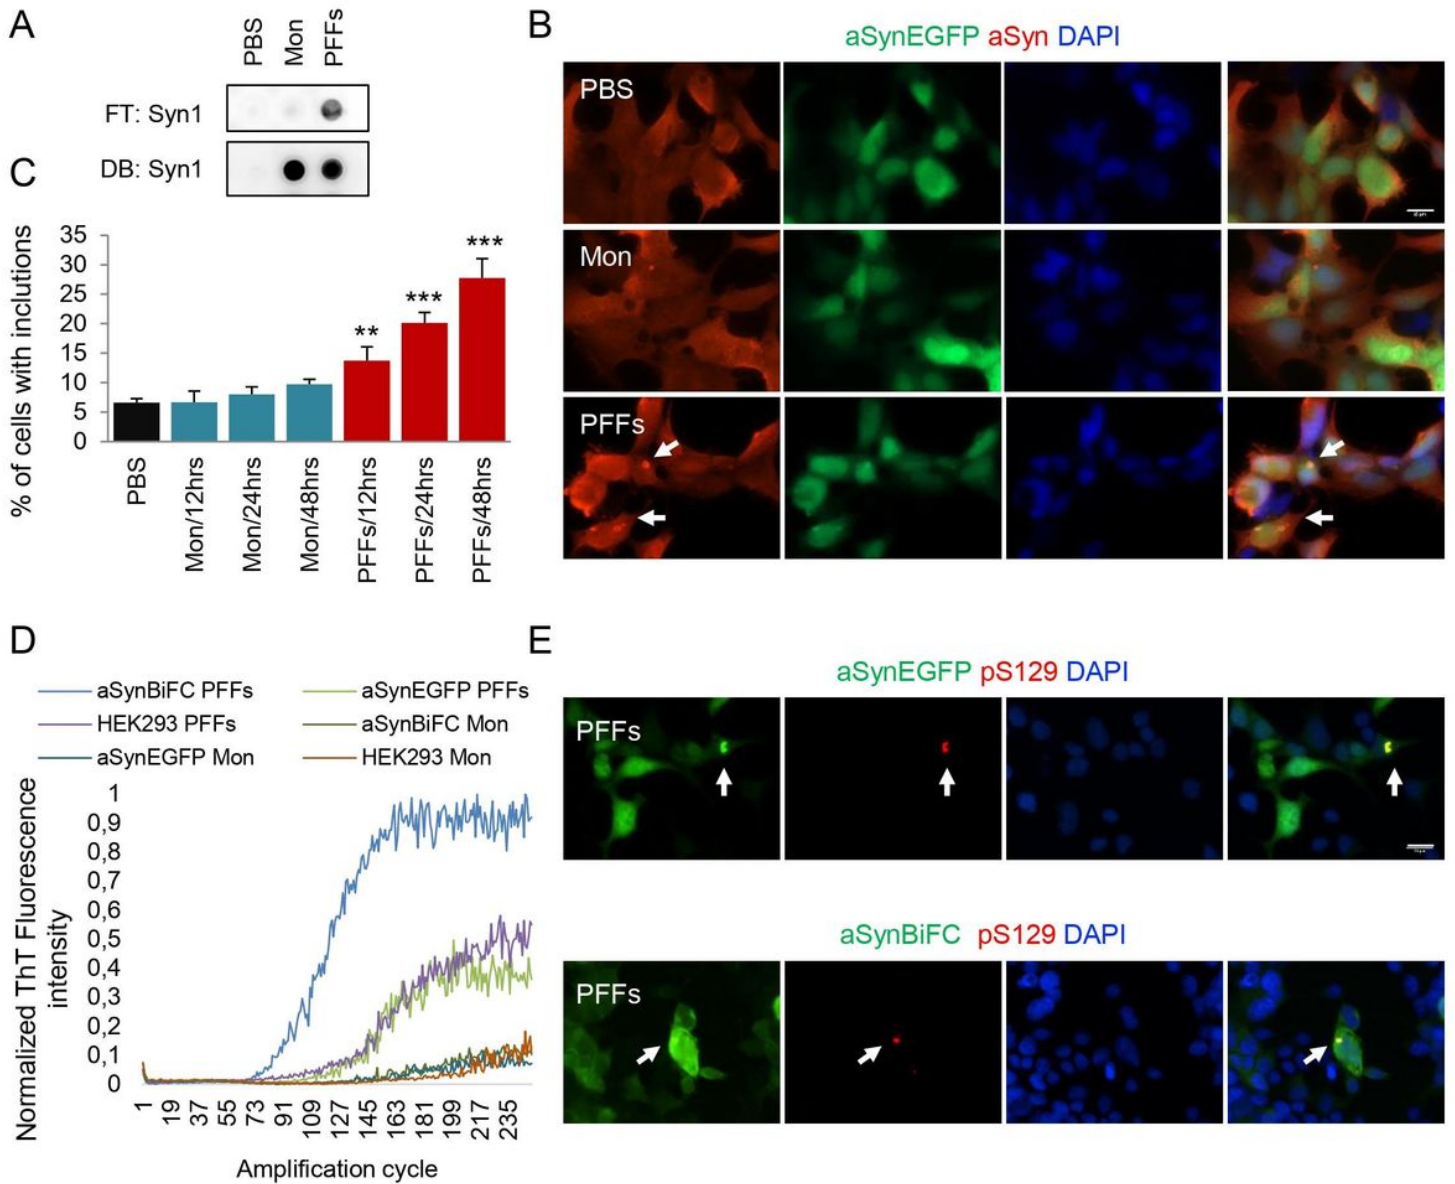 A
PBS
Mon
PFFs
FT: Syn1
DB: Syn1
B
aSynEGFP aSyn DAPI
PBS
Mon
PFFs
C
% of cells with inclutions
35
30
25
20
15
10
5
0
**
***
***
PBS
Mon/12hrs
Mon/24hrs
Mon/48hrs
PFFs/12hrs
PFFs/24hrs
PFFs/48hrs
D
aSynBiFC PFFs
aSynEGFP PFFs
HEK293 PFFs
aSynBiFC Mon
aSynEGFP Mon
HEK293 Mon
Normalized ThT Fluorescence
intensity
1
0,9
0,8
0,7
0,6
0,5
0,4
0,3
0,2
0,1
0
1
19
37
55
73
91
109
127
145
163
181
199
217
235
Amplification cycle
E
aSynEGFP pS129 DAPI
PFFs
aSynBiFC pS129 DAPI
PFFs